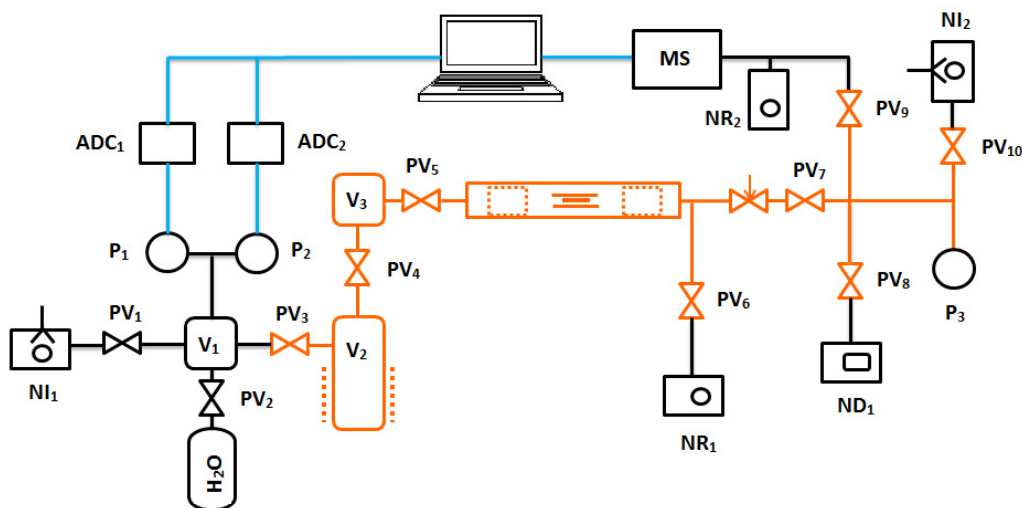 NI₂
MS
NR₂
PV₉
ADC₁
ADC₂
PV₁₀
PV₅
PV₇
V₃
P₁
P₂
PV₄
PV₈
PV₆
P₃
PV₁
PV₃
V₁
V₂
NI₁
PV₂
ND₁
NR₁
H₂O